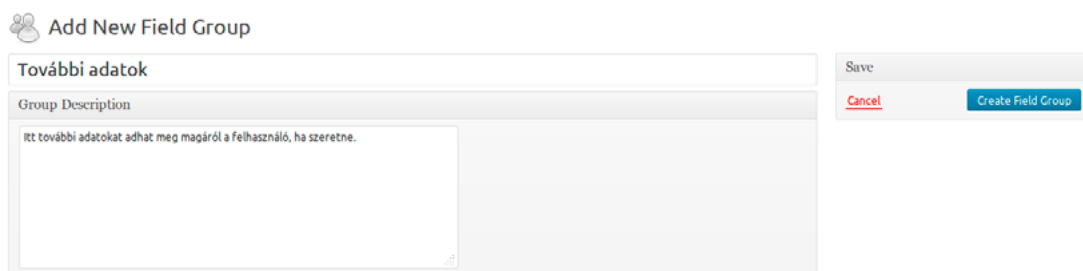 Add New Field Group
További adatok
Group Description
Itt további adatokat adhat meg magáról a felhasználó, ha szeretne.
Save
Cancel
Create Field Group